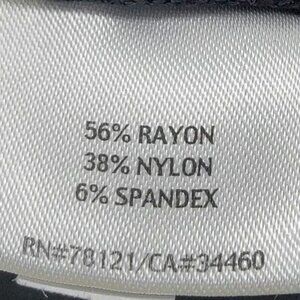 56% RAYON
38% NYLON
6% SPANDEX
RN#78121/CA#34460